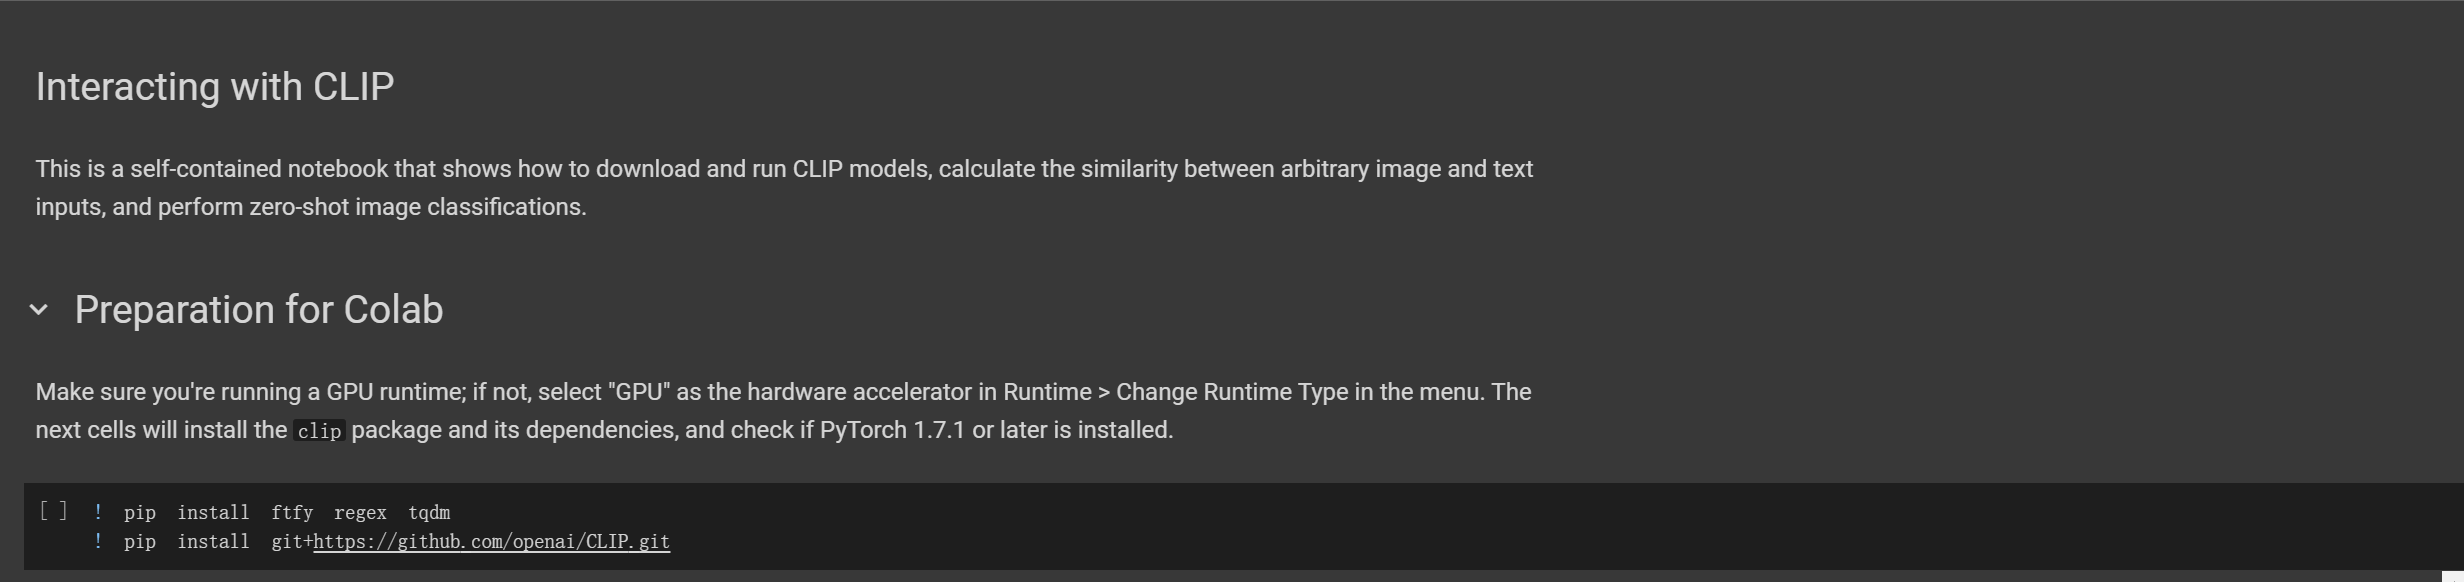 Interacting with CLIP
This is a self-contained notebook that shows how to download and run CLIP models, calculate the similarity between arbitrary image and text
inputs, and perform zero-shot image classifications.
Preparation for Colab
Make sure you're running a GPU runtime; if not, select "GPU" as the hardware accelerator in Runtime > Change Runtime Type in the menu. The
next cells will install the clip package and its dependencies, and check if PyTorch 1.7.1 or later is installed.
[ ] ! pip install ftfy regex tqdm
! pip install git+https://github.com/openai/CLIP.git